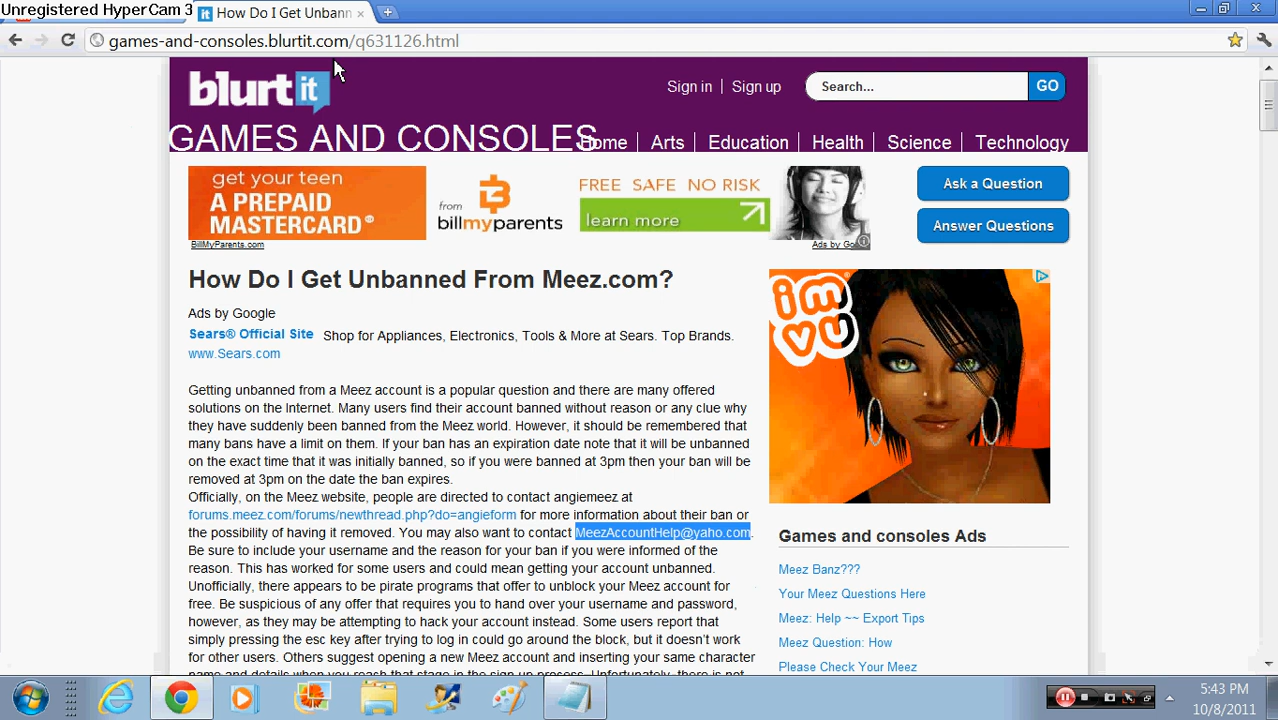 Unregistered HyperCam 3
How Do I Get Unbann
games-and-consoles.blurtit.com/q631126.html
blurt it
Sign in | Sign up
Search...
GO
GAMES AND CONSOLES
Home | Arts | Education | Health | Science | Technology
get your teen
A PREPAID
MASTERCARD®
from
billmyparents
FREE SAFE NO RISK
learn more
BillMyParents.com
Ads by Go
Ask a Question
Answer Questions
How Do I Get Unbanned From Meez.com?
Ads by Google
Sears® Official Site Shop for Appliances, Electronics, Tools & More at Sears. Top Brands.
www.Sears.com
Getting unbanned from a Meez account is a popular question and there are many offered
solutions on the Internet. Many users find their account banned without reason or any clue why
they have suddenly been banned from the Meez world. However, it should be remembered that
many bans have a limit on them. If your ban has an expiration date note that it will be unbanned
on the exact time that it was initially banned, so if you were banned at 3pm then your ban will be
removed at 3pm on the date the ban expires.
Officially, on the Meez website, people are directed to contact angiemeez at
forums.meez.com/forums/newthread.php?do=angieform for more information about their ban or
the possibility of having it removed. You may also want to contact MeezAccountHelp@yaho.com.
Be sure to include your username and the reason for your ban if you were informed of the
reason. This has worked for some users and could mean getting your account unbanned.
Unofficially, there appears to be pirate programs that offer to unblock your Meez account for
free. Be suspicious of any offer that requires you to hand over your username and password,
however, as they may be attempting to hack your account instead. Some users report that
simply pressing the esc key after trying to log in could go around the block, but it doesn't work
for other users. Others suggest opening a new Meez account and inserting your same character
name and details when you reach that stage in the sign up process. Unfortunately, there is not
imvu
Games and consoles Ads
Meez Banz???
Your Meez Questions Here
Meez: Help ~~ Export Tips
Meez Question: How
Please Check Your Meez
5:43 PM
10/8/2011